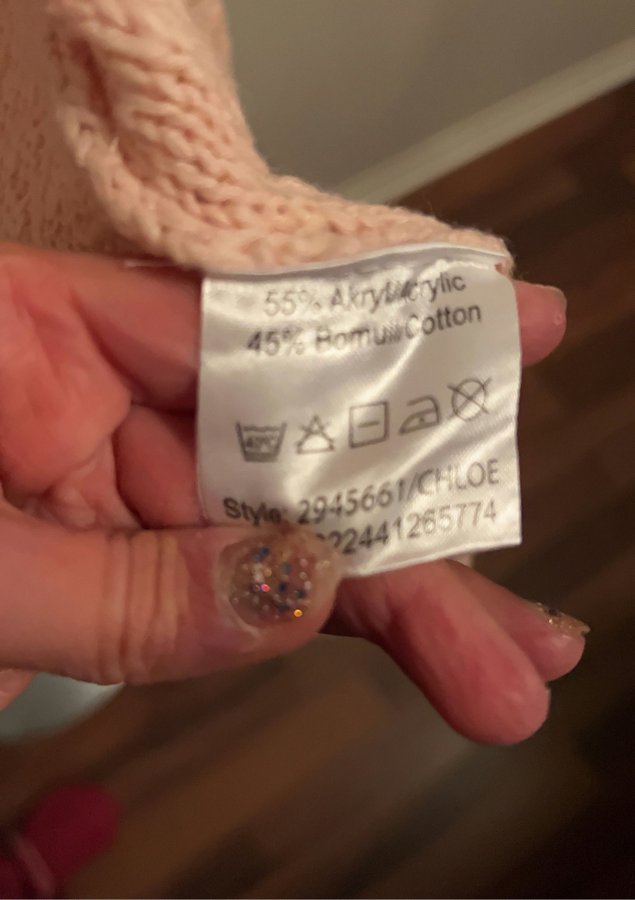 55% Akryl/Acrylic
45% Bomull/Cotton
40°C
Style: 2945661/CHLOE
22441265774